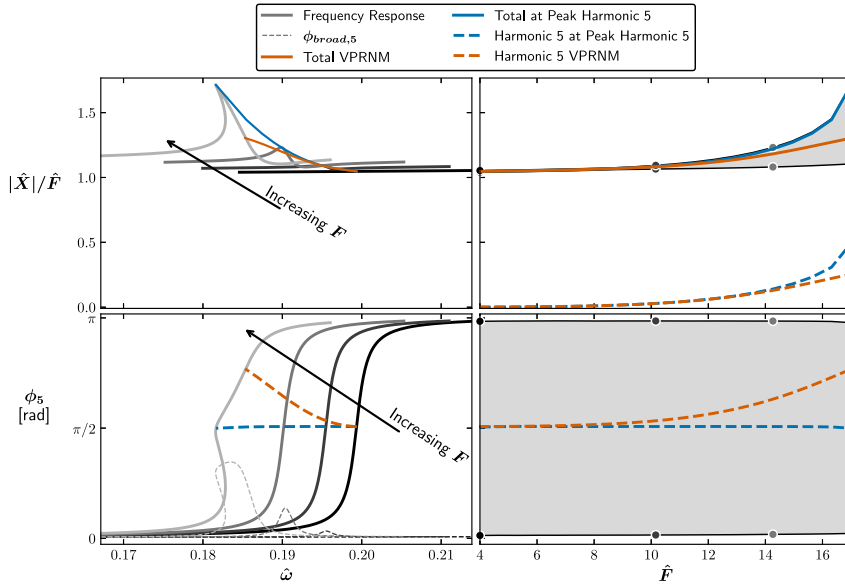 Frequency Response
ϕ_broad,5
Total VPRNM
Total at Peak Harmonic 5
Harmonic 5 at Peak Harmonic 5
Harmonic 5 VPRNM
|X̂|/F̂
1.5
1.0
0.5
0.0
Increasing F
ϕ₅
[rad]
π
π/2
0
Increasing F
0.17
0.18
0.19
0.20
0.21
ω̂
4
6
8
10
12
14
16
F̂